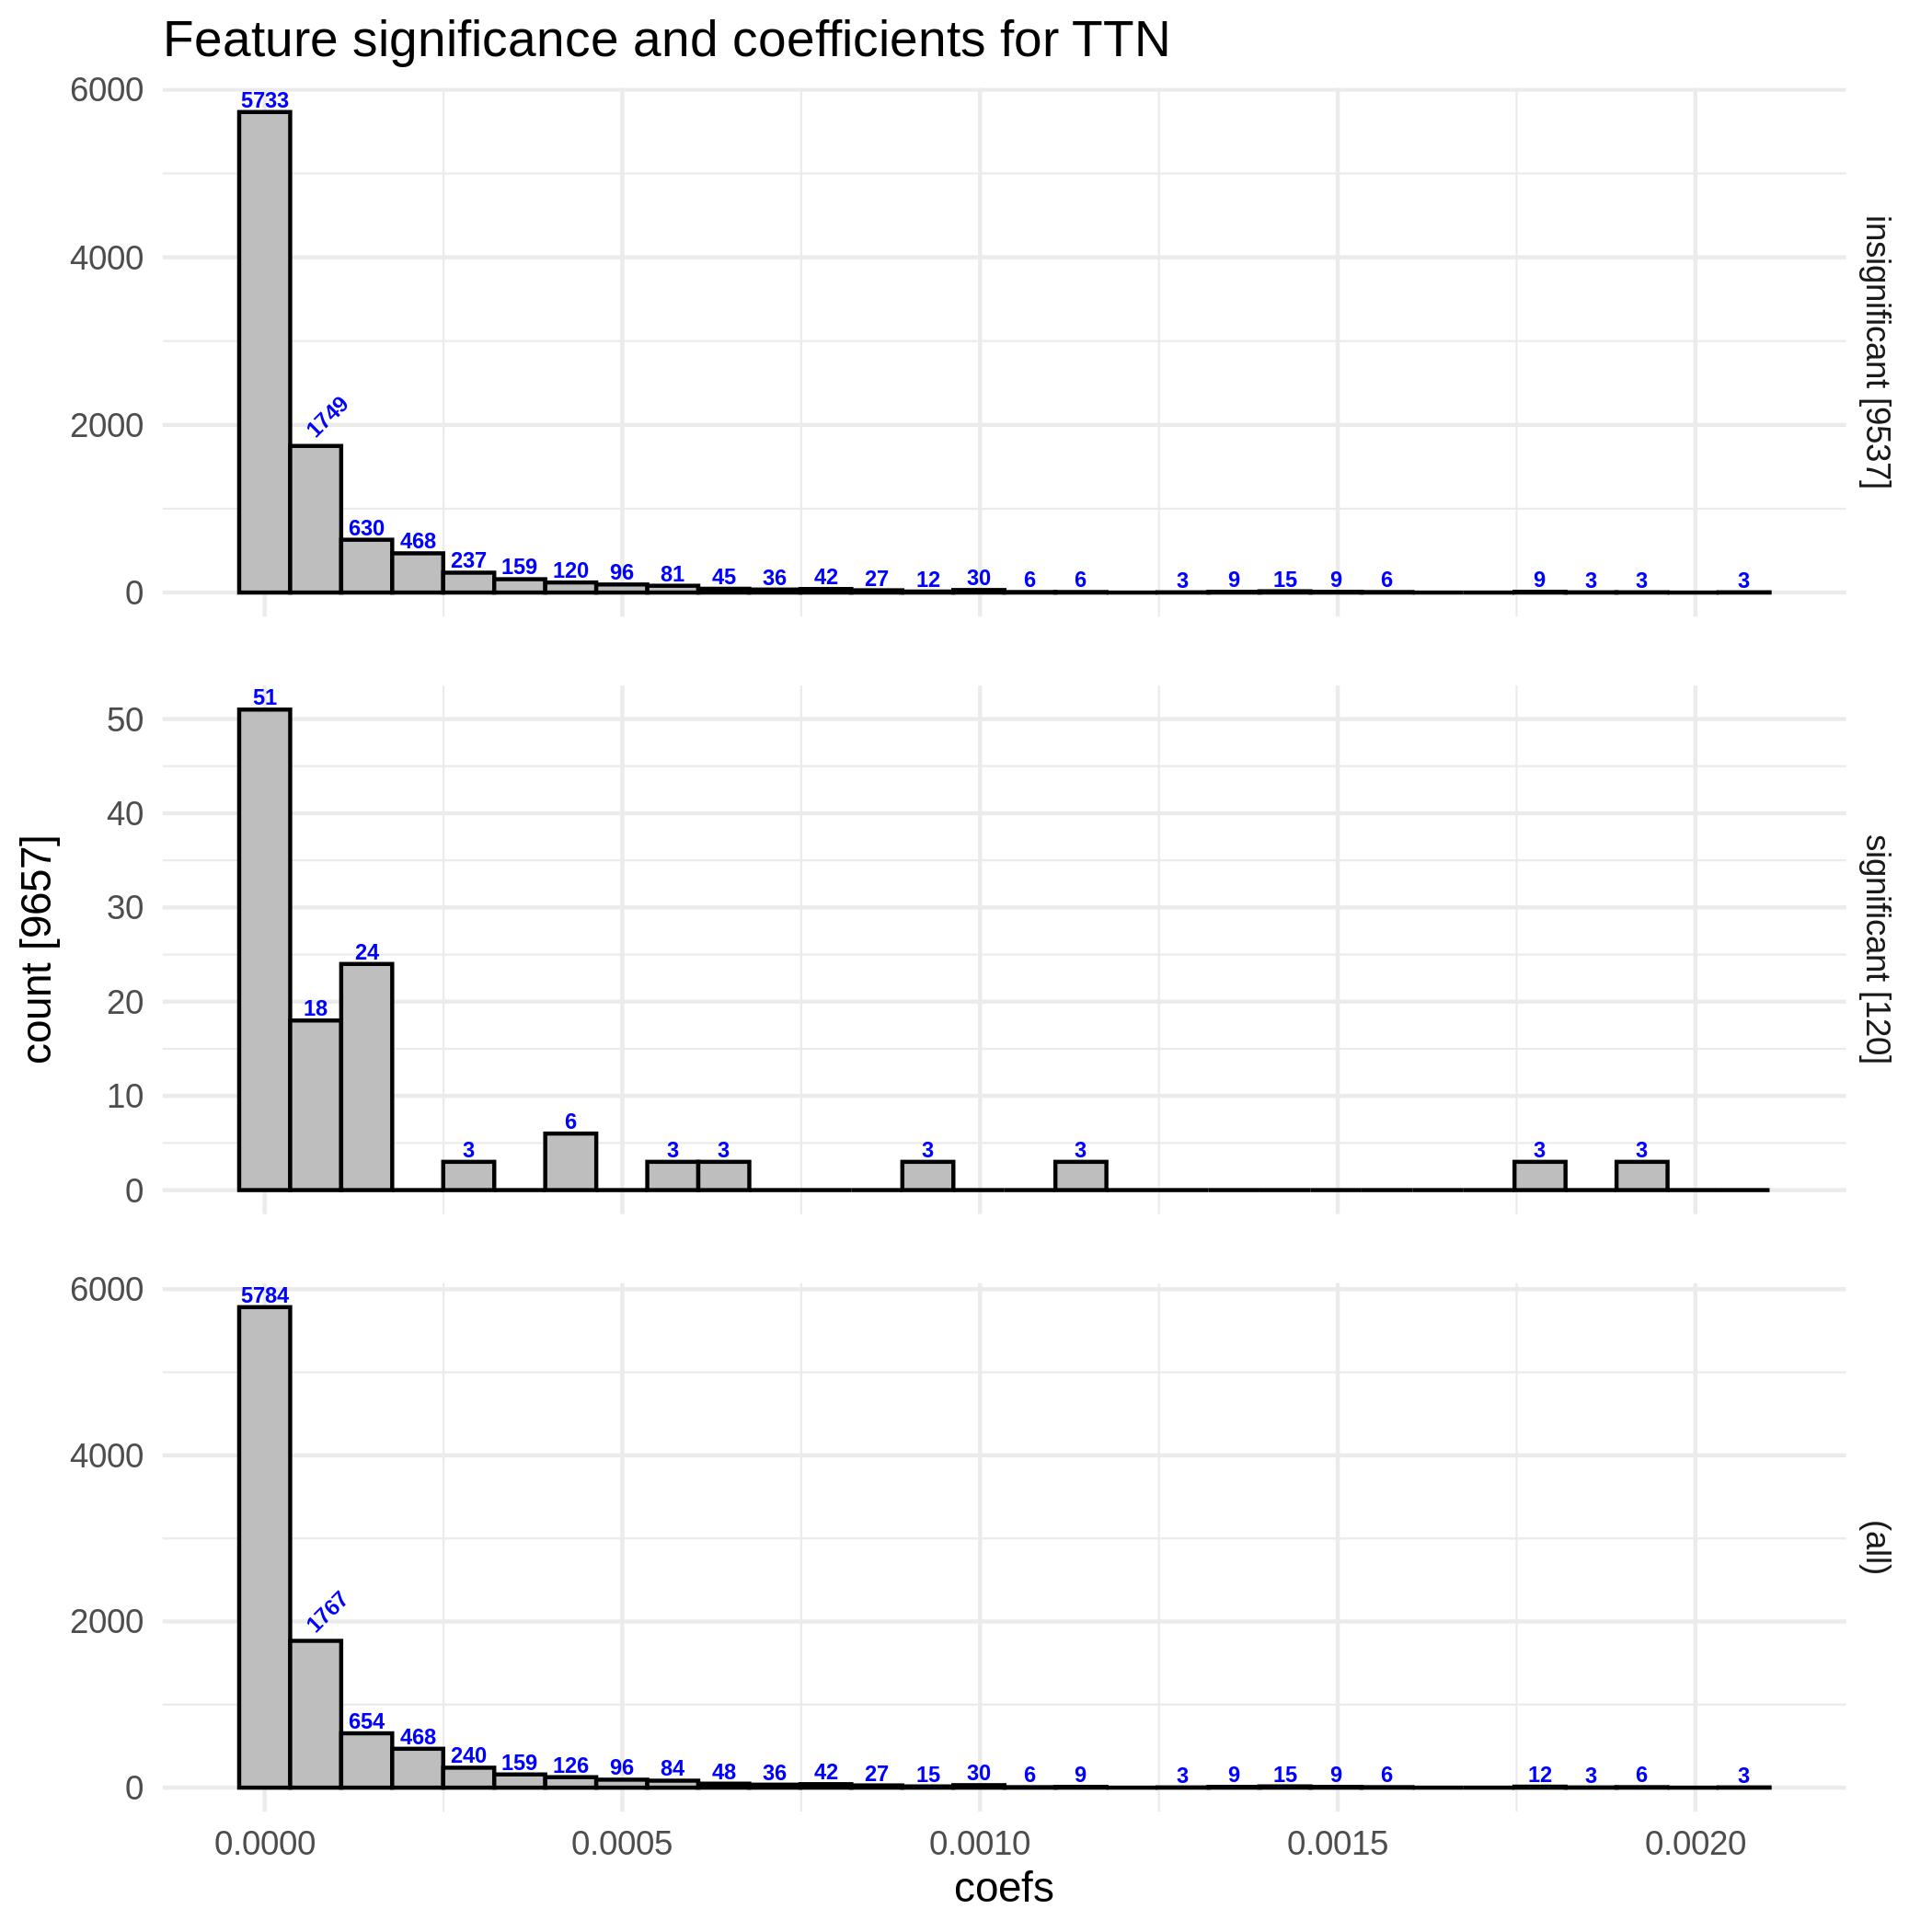 Feature significance and coefficients for TTN
6000
4000
2000
0
5733
1749
630 468 237 159 120 96 81 45 36 42 27 12 30 6 6 3 9 15 9 6 9 3 3 3
insignificant [9537]
count [9657]
50
40
30
20
10
0
51
18
24
3 6 3 3 3 3 3 3
significant [120]
6000
4000
2000
0
5784
1767
654 468 240 159 126 96 84 48 36 42 27 15 30 6 9 3 9 15 9 6 12 3 6 3
(all)
0.0000 0.0005 0.0010 0.0015 0.0020
coefs